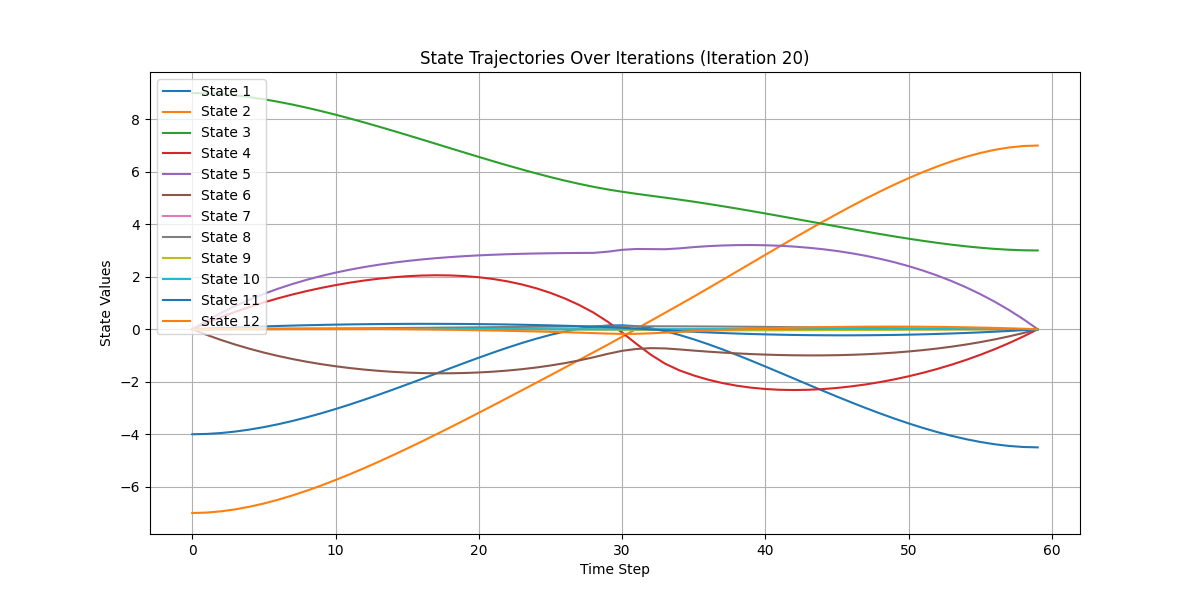 State Trajectories Over Iterations (Iteration 20)
State 1
State 2
State 3
State 4
State 5
State 6
State 7
State 8
State 9
State 10
State 11
State 12
State Values
8
6
4
2
0
−2
−4
−6
0 10 20 30 40 50 60
Time Step